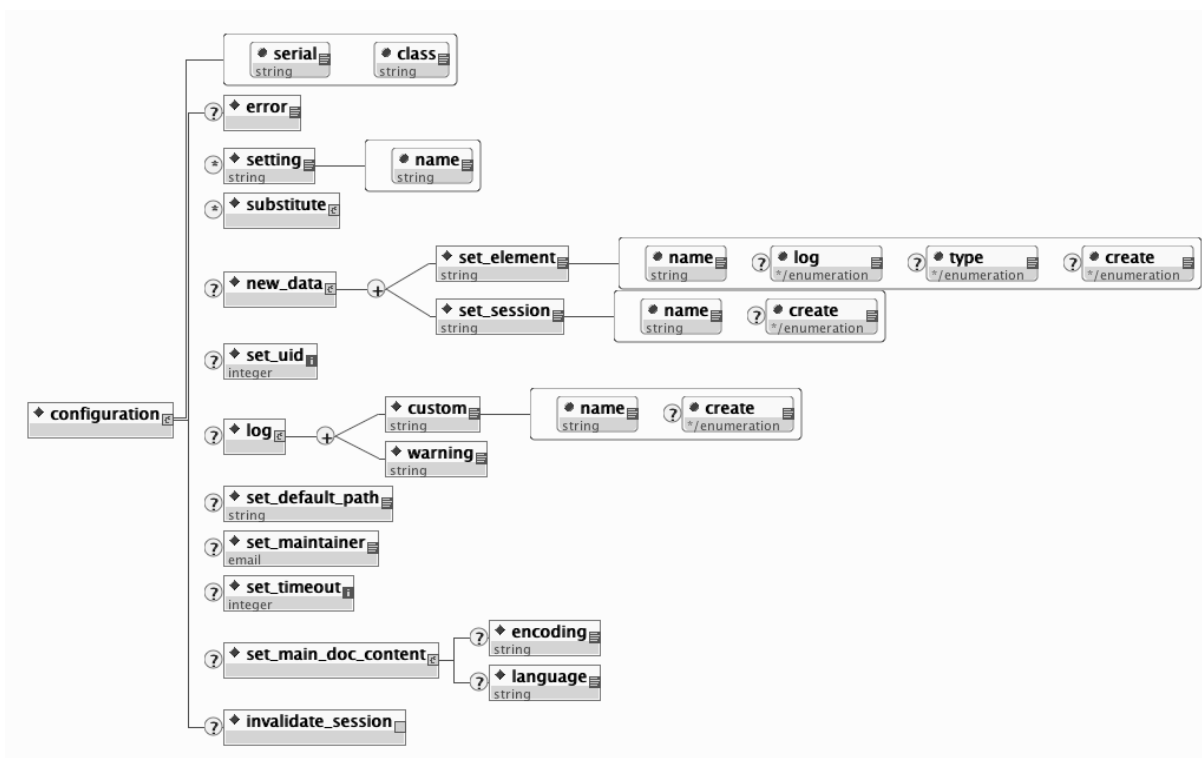 serial class
string string
? error
* setting name
string string
* substitute
set_element name ? log ? type ? create
string string */enumeration */enumeration */enumeration
? new_data +
set_session name ? create
string string */enumeration
? set_uid
integer
configuration
custom name ? create
string string */enumeration
? log +
warning
string
? set_default_path
string
? set_maintainer
email
? set_timeout
integer
? encoding
string
? set_main_doc_content
? language
string
? invalidate_session